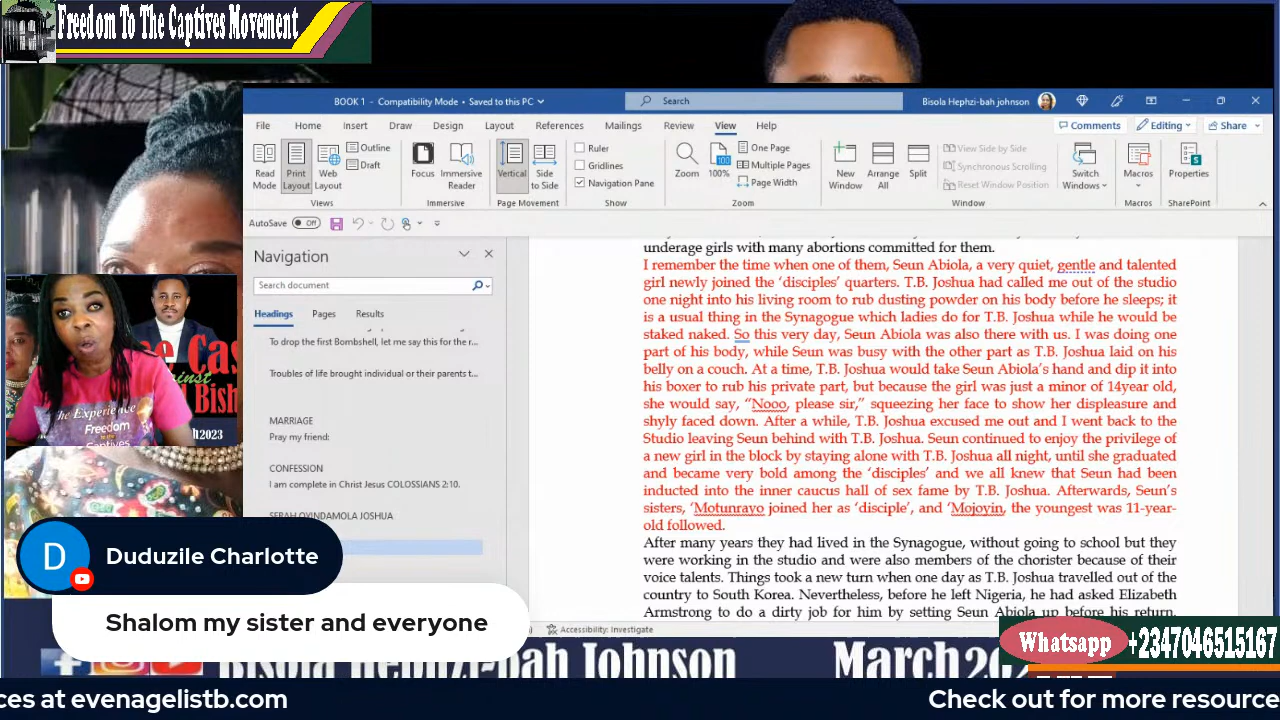 Freedom To The Captives Movement
BOOK 1 - Compatibility Mode • Saved to this PC
Search
Bisola Hephzi-bah johnson
File Home Insert Draw Design Layout References Mailings Review View Help
Comments Editing Share
Read Mode
Print Layout
Web Layout
Outline
Draft
Views
Focus
Immersive Reader
Immersive
Vertical
Side to Side
Page Movement
Ruler
Gridlines
Navigation Pane
Show
Zoom
100
100%
One Page
Multiple Pages
Page Width
Zoom
New Window
Arrange All
Split
View Side by Side
Synchronous Scrolling
Reset Window Position
Window
Switch Windows
Macros
Macros
Properties
SharePoint
AutoSave Off
Navigation
Search document
Headings Pages Results
To drop the first Bombshell, let me say this for the r...
Troubles of life brought individual or their parents t...
MARRIAGE
Pray my friend:
CONFESSION
I am complete in Christ Jesus COLOSSIANS 2:10.
SERAH OYINDAMOLA JOSHUA
underage girls with many abortions committed for them.
I remember the time when one of them, Seun Abiola, a very quiet, gentle and talented
girl newly joined the ‘disciples’ quarters. T.B. Joshua had called me out of the studio
one night into his living room to rub dusting powder on his body before he sleeps; it
is a usual thing in the Synagogue which ladies do for T.B. Joshua while he would be
staked naked. So this very day, Seun Abiola was also there with us. I was doing one
part of his body, while Seun was busy with the other part as T.B. Joshua laid on his
belly on a couch. At a time, T.B. Joshua would take Seun Abiola’s hand and dip it into
his boxer to rub his private part, but because the girl was just a minor of 14year old,
she would say, “Nooo, please sir,” squeezing her face to show her displeasure and
shyly faced down. After a while, T.B. Joshua excused me out and I went back to the
Studio leaving Seun behind with T.B. Joshua. Seun continued to enjoy the privilege of
a new girl in the block by staying alone with T.B. Joshua all night, until she graduated
and became very bold among the ‘disciples’ and we all knew that Seun had been
inducted into the inner caucus hall of sex fame by T.B. Joshua. Afterwards, Seun’s
sisters, ‘Motunrayo joined her as ‘disciple’, and ‘Mojoyin, the youngest was 11-year-
old followed.
After many years they had lived in the Synagogue, without going to school but they
were working in the studio and were also members of the chorister because of their
voice talents. Things took a new turn when one day as T.B. Joshua travelled out of the
country to South Korea. Nevertheless, before he left Nigeria, he had asked Elizabeth
Armstrong to do a dirty job for him by setting Seun Abiola up before his return.
Accessibility: Investigate
The Experience
Freedom
Captives
against
Bish
2023
D
Duduzile Charlotte
Shalom my sister and everyone
Bisola Hephzi-bah Johnson
March
Whatsapp +2347046515167
ces at evenagelistb.com
Check out for more resource